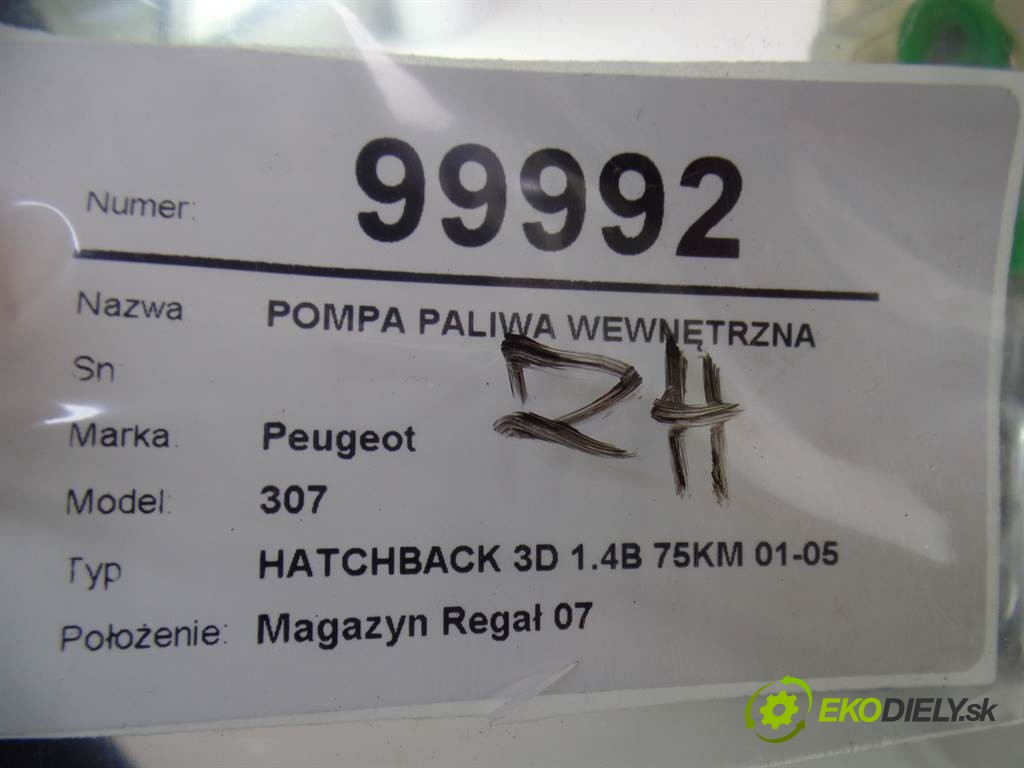 Numer: 99992
Nazwa POMPA PALIWA WEWNĘTRZNA
Sn
Marka. Peugeot
Model: 307
Typ HATCHBACK 3D 1.4B 75KM 01-05
Położenie: Magazyn Regał 07
EKODIELY.sk